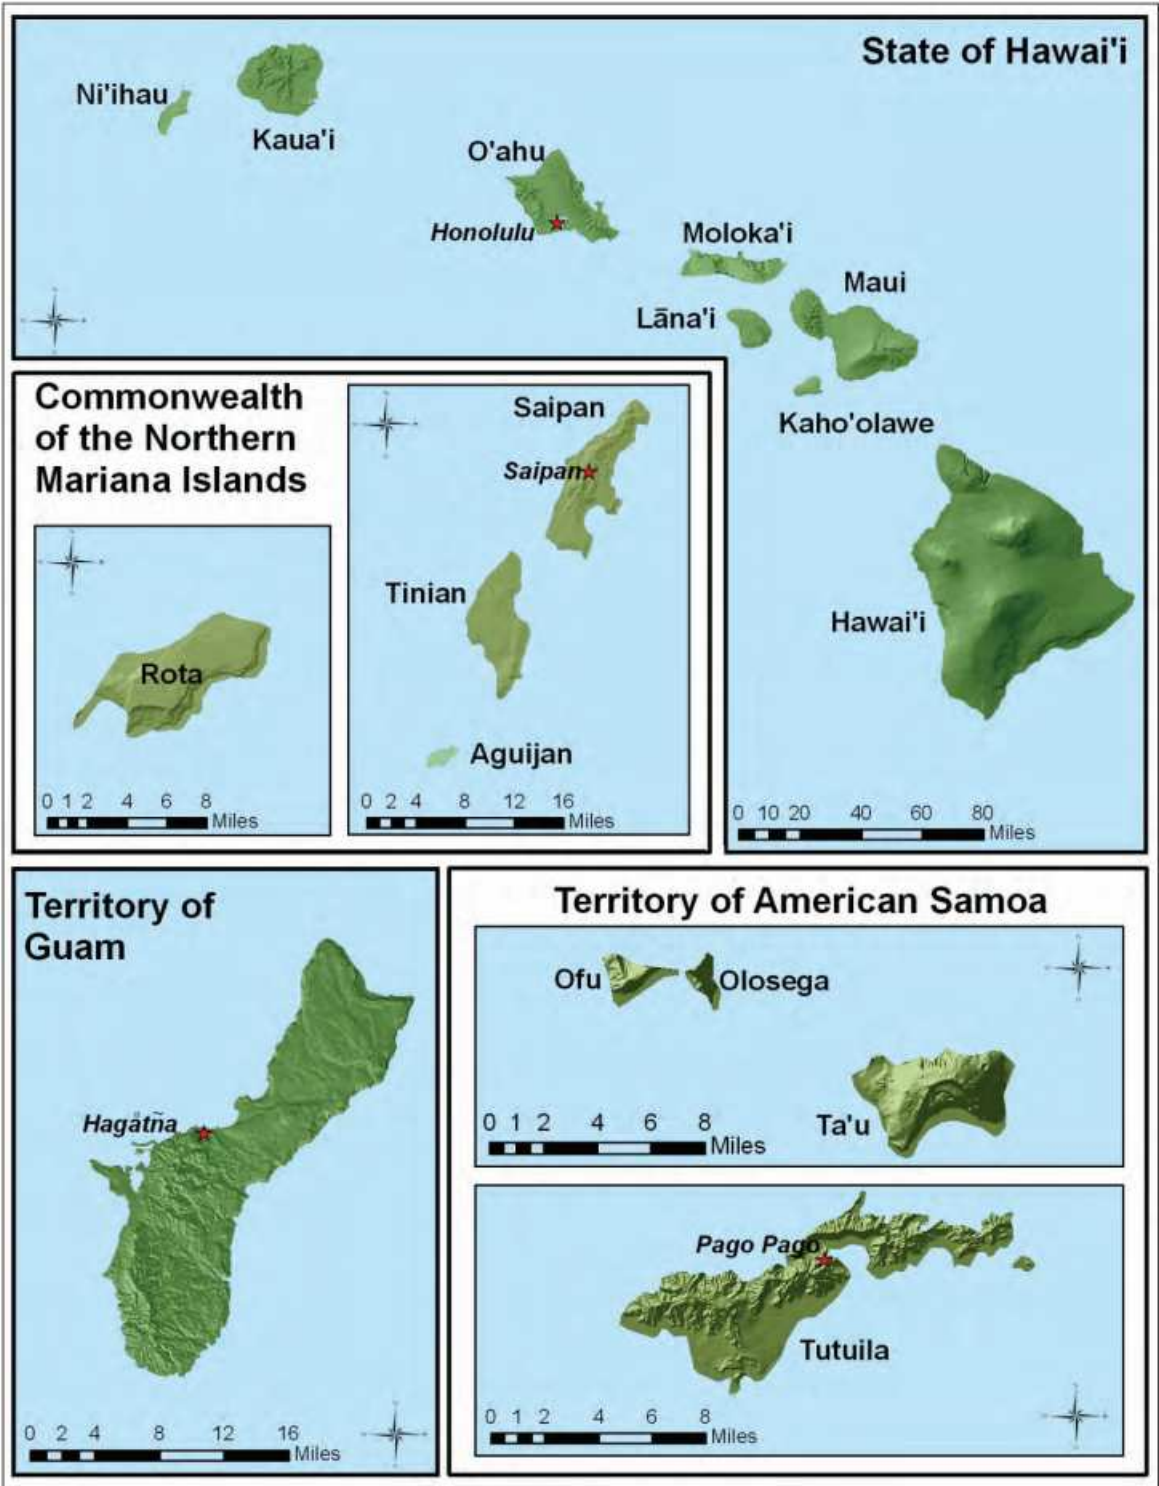 State of Hawai'i
Ni'ihau
Kaua'i
O'ahu
Honolulu
Moloka'i
Maui
Lāna'i
Kaho'olawe
Hawai'i
0 10 20 40 60 80
Miles
Commonwealth
of the Northern
Mariana Islands
Rota
0 1 2 4 6 8
Miles
Saipan
Saipan
Tinian
Aguijan
0 2 4 8 12 16
Miles
Territory of
Guam
Hagåtña
0 2 4 8 12 16
Miles
Territory of American Samoa
Ofu
Olosega
Ta'u
0 1 2 4 6 8
Miles
Pago Pago
Tutuila
0 1 2 4 6 8
Miles